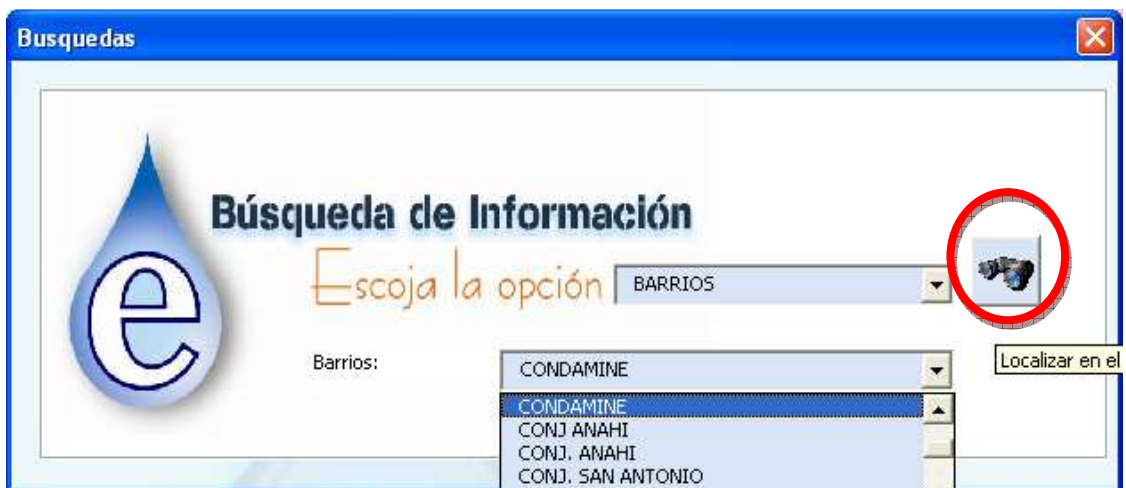 Busquedas
Búsqueda de Información
Escoja la opción BARRIOS
Barrios: CONDAMINE
Localizar en el
CONDAMINE
CONJ ANAHI
CONJ. ANAHI
CONJ. SAN ANTONIO
e